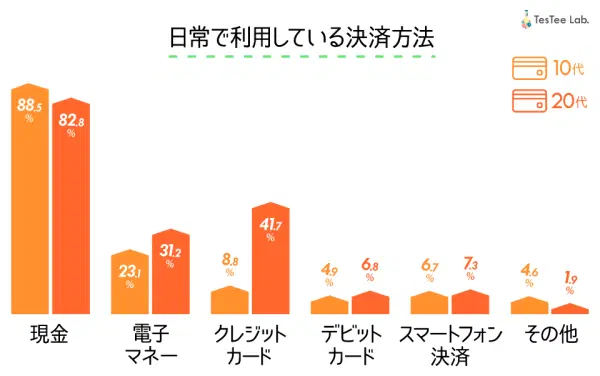 TesTee Lab.
日常で利用している決済方法
10代
20代
88.5
%
82.8
%
23.1
%
31.2
%
8.8
%
41.7
%
4.9
%
6.8
%
6.7
%
7.3
%
4.6
%
1.9
%
現金
電子
マネー
クレジット
カード
デビット
カード
スマートフォン
決済
その他